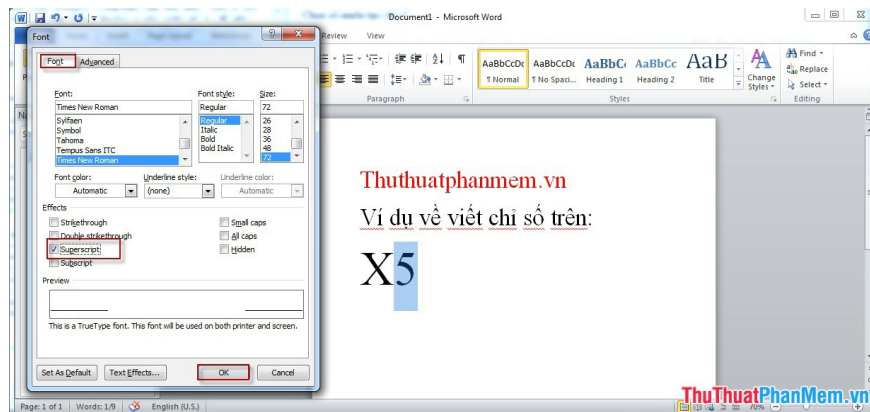 Document1 - Microsoft Word
Font
Review View
Font Advanced
Font: Font style: Size:
Times New Roman Regular 72
Sylfaen Regular 26
Symbol Italic 28
Tahoma Bold 36
Tempus Sans ITC Bold Italic 48
Times New Roman 72
Font color: Underline style: Underline color:
Automatic (none) Automatic
Effects
Strikethrough Small caps
Double strikethrough All caps
Superscript Hidden
Subscript
Preview
This is a TrueType font. This font will be used on both printer and screen.
Set As Default Text Effects... OK Cancel
AaBbCcDc AaBbCcDc AaBbC AaBbCc AaB
¶ Normal ¶ No Spaci... Heading 1 Heading 2 Title
Change
Styles
Find
Replace
Select
Paragraph Styles Editing
Thuthuatphanmem.vn
Ví dụ về viết chỉ số trên:
X5
ThuThuatPhanMem.vn
Page: 1 of 1 Words: 1/9 English (U.S.) 70%